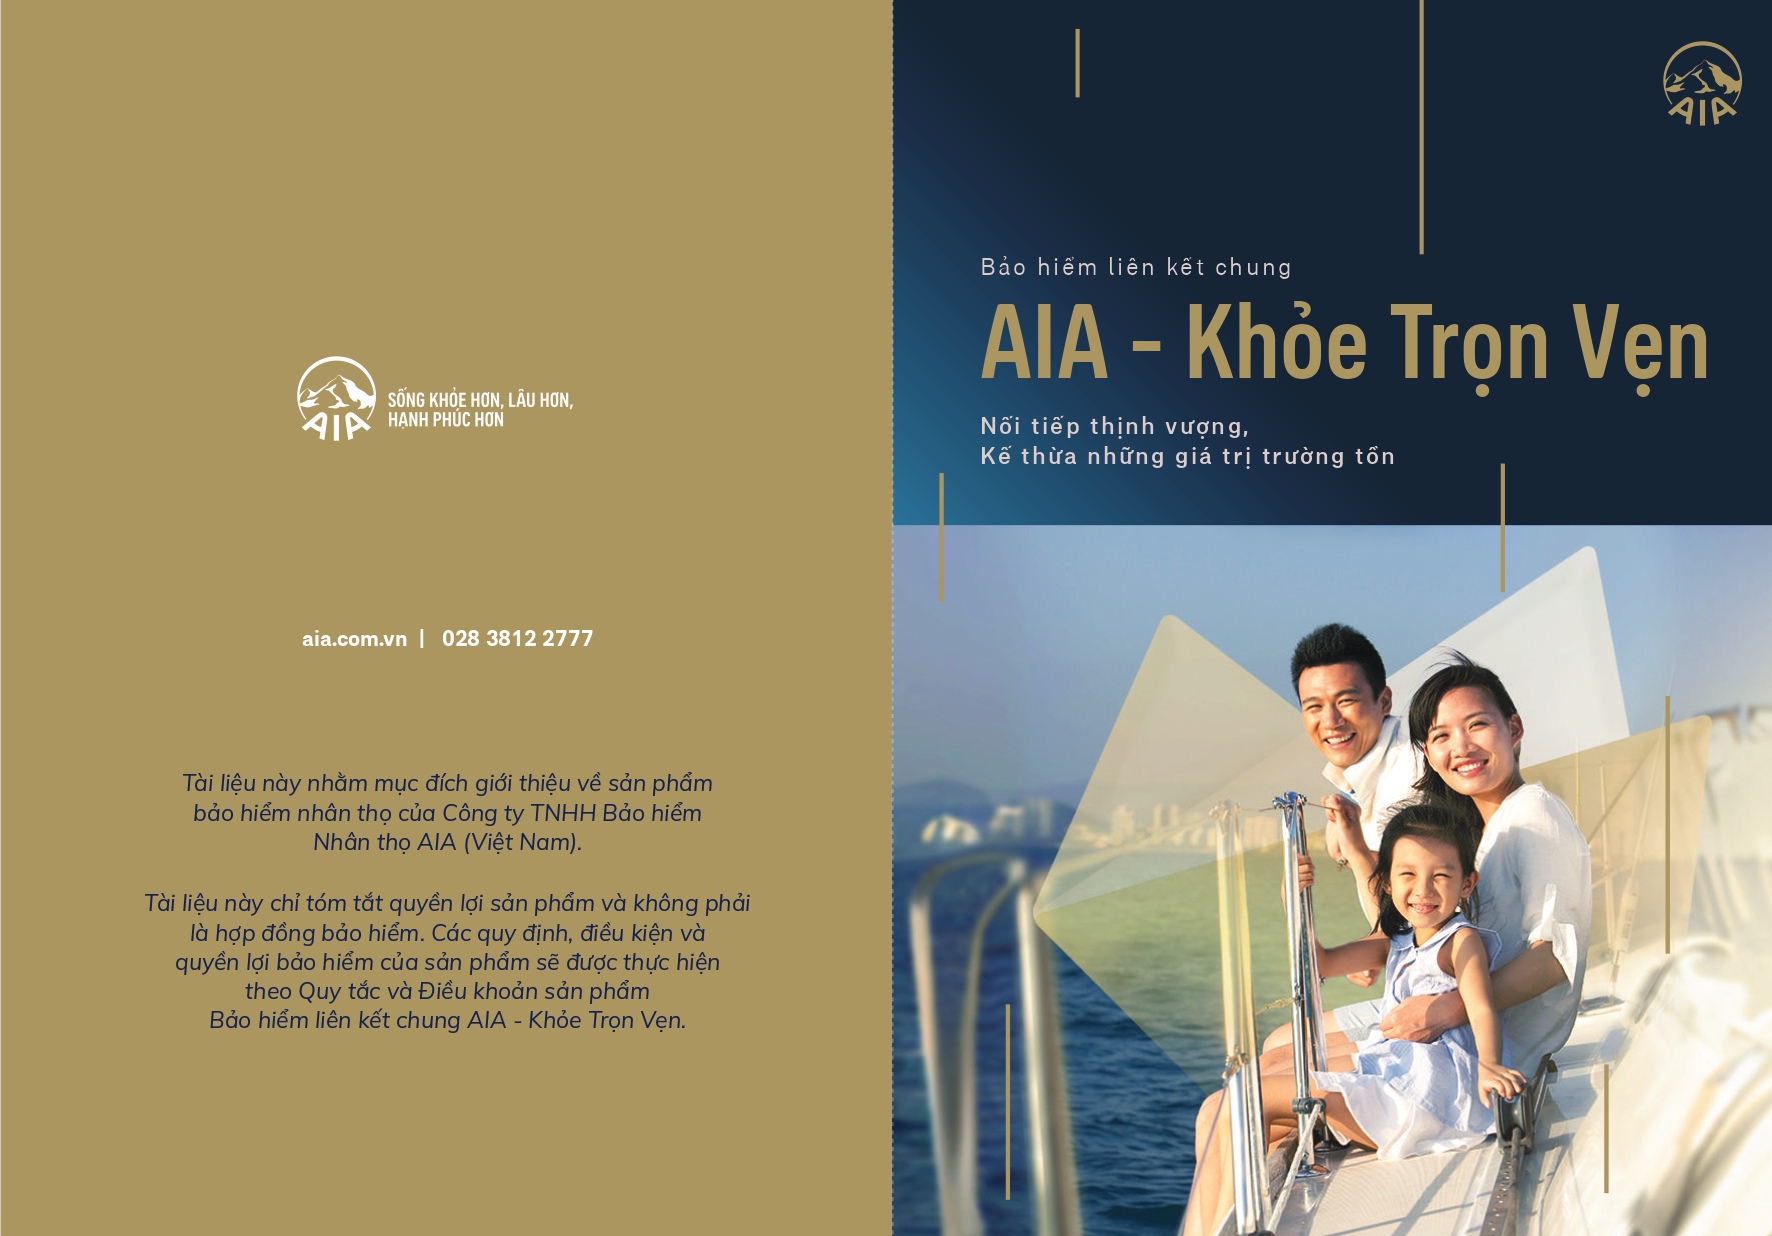 AIA
SỐNG KHỎE HƠN, LÂU HƠN,
HẠNH PHÚC HƠN
aia.com.vn | 028 3812 2777
Tài liệu này nhằm mục đích giới thiệu về sản phẩm
bảo hiểm nhân thọ của Công ty TNHH Bảo hiểm
Nhân thọ AIA (Việt Nam).
Tài liệu này chỉ tóm tắt quyền lợi sản phẩm và không phải
là hợp đồng bảo hiểm. Các quy định, điều kiện và
quyền lợi bảo hiểm của sản phẩm sẽ được thực hiện
theo Quy tắc và Điều khoản sản phẩm
Bảo hiểm liên kết chung AIA - Khỏe Trọn Vẹn.
AIA
Bảo hiểm liên kết chung
AIA - Khỏe Trọn Vẹn
Nối tiếp thịnh vượng,
Kế thừa những giá trị trường tồn